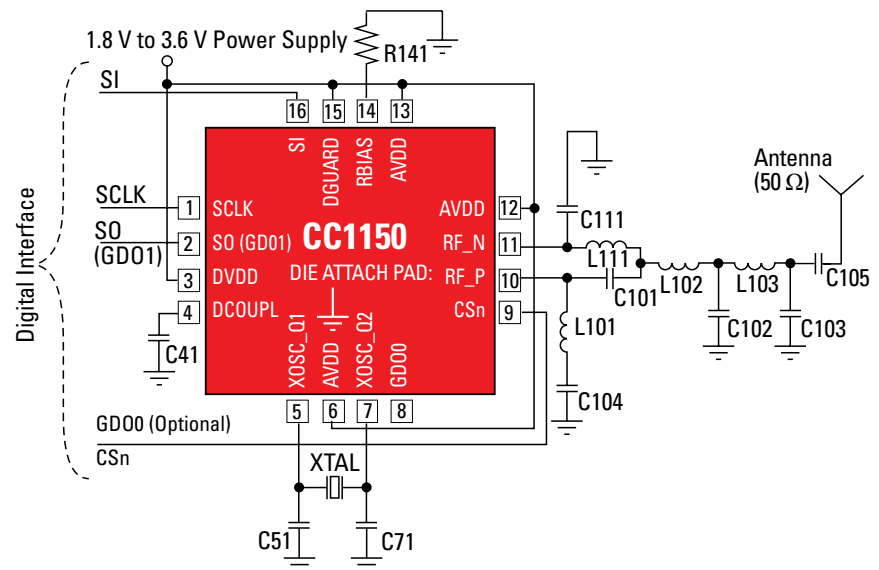 1.8 V to 3.6 V Power Supply
R141
SI
16
15
14
13
SI
DGUARD
RBIAS
AVDD
Antenna
(50 Ω)
Digital Interface
SCLK
1
SCLK
AVDD
12
C111
SO
(GDO1)
2
SO (GD01)
CC1150
RF_N
11
L111
3
DVDD
DIE ATTACH PAD:
RF_P
10
C101
L102
L103
C105
4
DCOUPL
CSn
9
L101
C102
C103
C41
XOSC_Q1
AVDD
XOSC_Q2
GDO0
C104
5
6
7
8
GDO0 (Optional)
CSn
XTAL
C51
C71